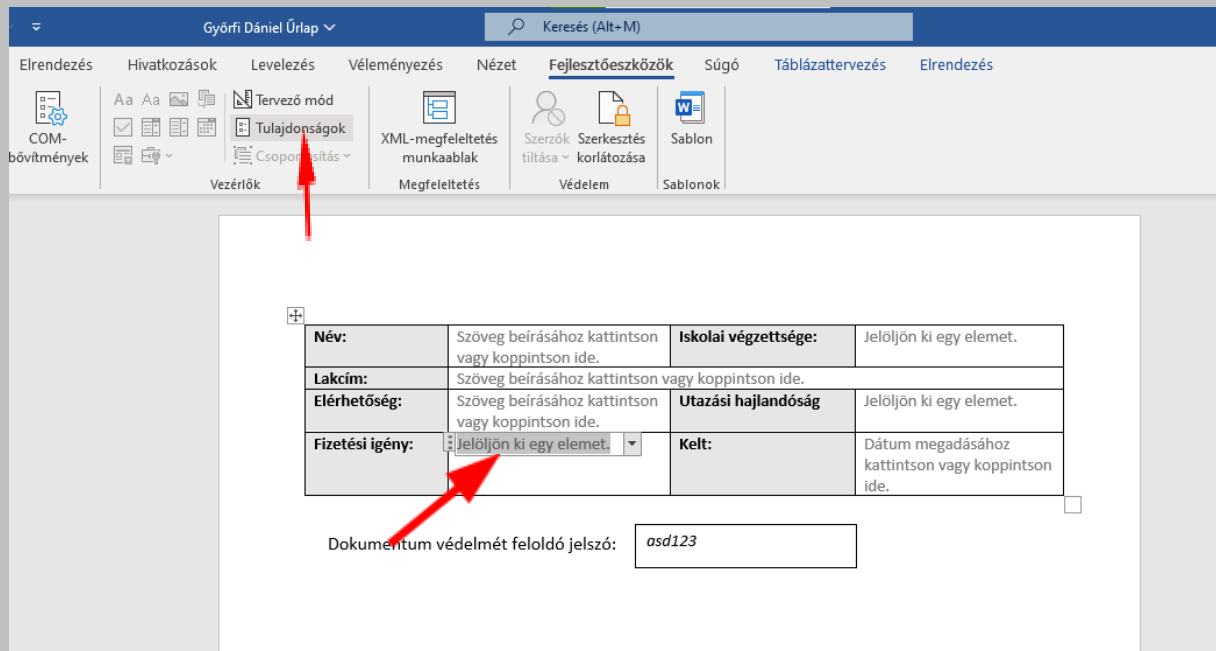 Győrfi Dániel Űrlap
Keresés (Alt+M)
Elrendezés Hivatkozások Levelezés Véleményezés Nézet Fejlesztőeszközök Súgó Táblázattervezés Elrendezés
COM-
bővítmények
Aa Aa
Tervező mód
Tulajdonságok
Csoportosítás
Vezérlők
XML-megfeleltetés
munkaablak
Megfeleltetés
Szerzők
tiltása
Szerkesztés
korlátozása
Védelem
Sablon
Sablonok
Név:
Szöveg beírásához kattintson
vagy koppintson ide.
Iskolai végzettsége:
Jelöljön ki egy elemet.
Lakcím:
Szöveg beírásához kattintson vagy koppintson ide.
Elérhetőség:
Szöveg beírásához kattintson
vagy koppintson ide.
Utazási hajlandóság
Jelöljön ki egy elemet.
Fizetési igény:
Jelöljön ki egy elemet.
Kelt:
Dátum megadásához
kattintson vagy koppintson
ide.
Dokumentum védelmét feloldó jelszó:
asd123